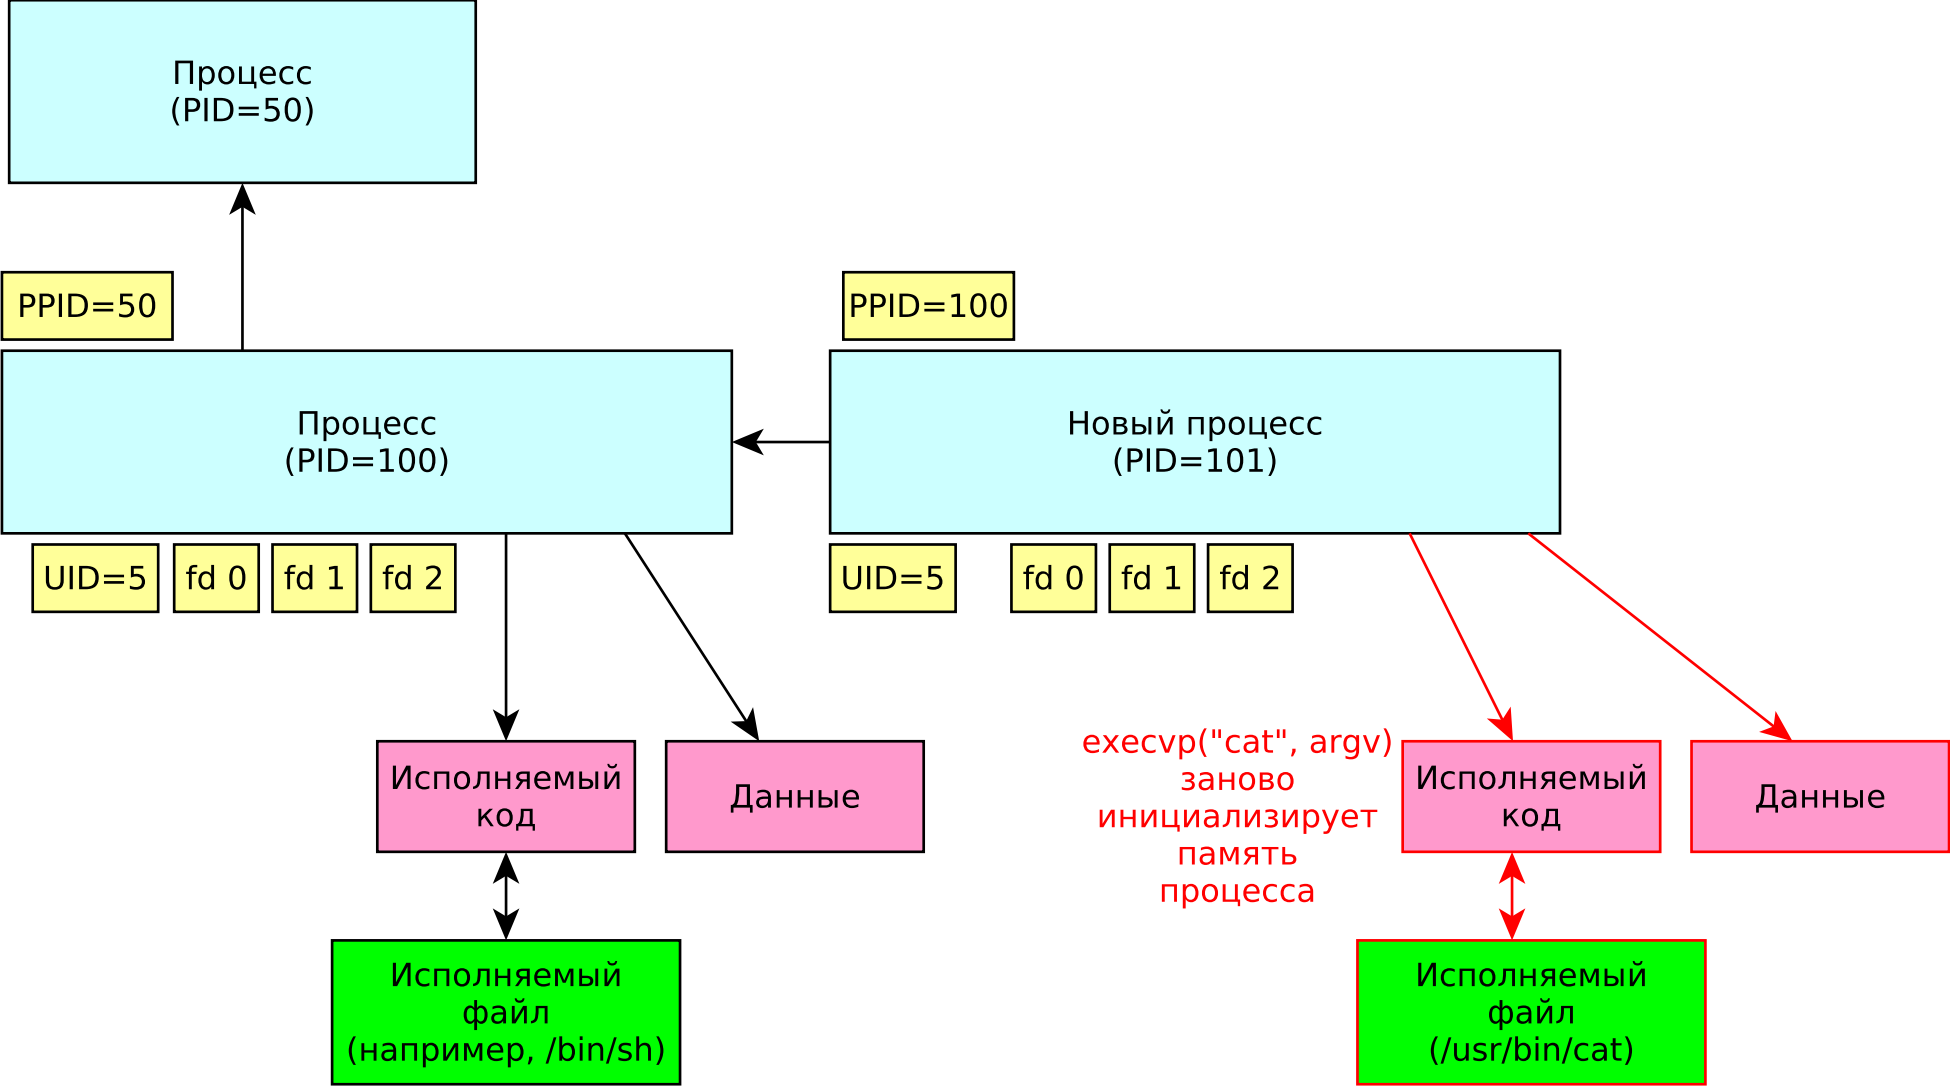 Процесс
(PID=50)
PPID=50
PPID=100
Процесс
(PID=100)
Новый процесс
(PID=101)
UID=5
fd 0
fd 1
fd 2
UID=5
fd 0
fd 1
fd 2
Исполняемый
код
Данные
execvp("cat", argv)
заново
инициализирует
память
процесса
Исполняемый
код
Данные
Исполняемый
файл
(например, /bin/sh)
Исполняемый
файл
(/usr/bin/cat)